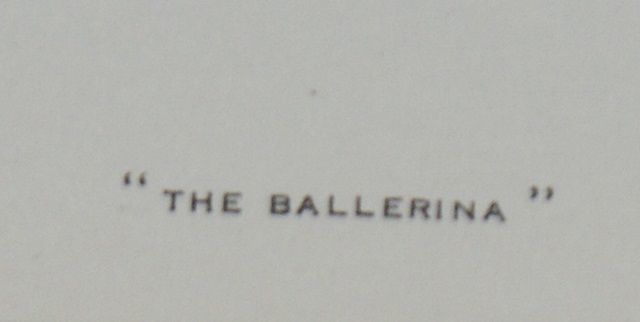 “ THE BALLERINA ”